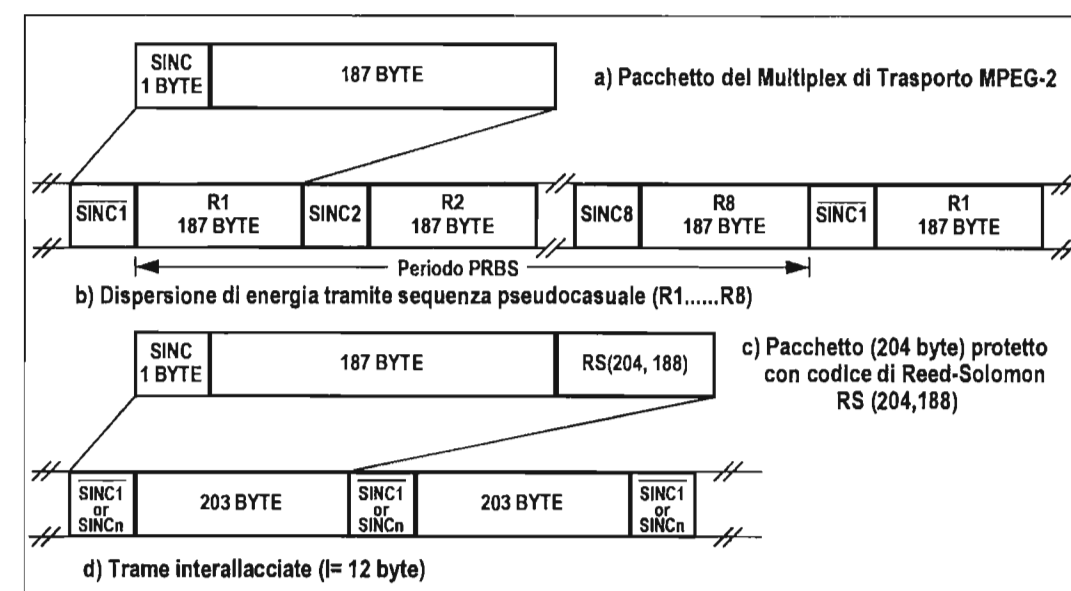 SINC
1 BYTE
187 BYTE
a) Pacchetto del Multiplex di Trasporto MPEG-2
SINC1
R1
187 BYTE
SINC2
R2
187 BYTE
SINC8
R8
187 BYTE
SINC1
R1
187 BYTE
Periodo PRBS
b) Dispersione di energia tramite sequenza pseudocasuale (R1......R8)
SINC
1 BYTE
187 BYTE
RS(204, 188)
c) Pacchetto (204 byte) protetto
con codice di Reed-Solomon
RS (204,188)
SINC1
or
SINCn
203 BYTE
SINC1
or
SINCn
203 BYTE
SINC1
or
SINCn
d) Trame interallacciate (I= 12 byte)